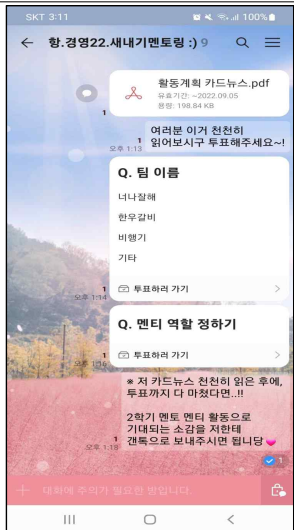 SKT 3:11
100%
항.경영22.새내기멘토링 :) 9
활동계획 카드뉴스.pdf
유효기간: ~2022.09.05
용량: 198.84 KB
1
여러분 이거 천천히
읽어보시구 투표해주세요~!
1
오후 1:13
Q. 팀 이름
너나잘해
한우갈비
비행기
기타
투표하러 가기
1
오후 1:14
Q. 멘티 역할 정하기
투표하러 가기
1
오후 1:16
※ 저 카드뉴스 천천히 읽은 후에,
투표까지 다 마쳤다면..!!
2학기 멘토 멘티 활동으로
기대되는 소감을 저한테
갠톡으로 보내주시면 됩니당
1
오후 1:18
1
대화에 주의가 필요한 방입니다.